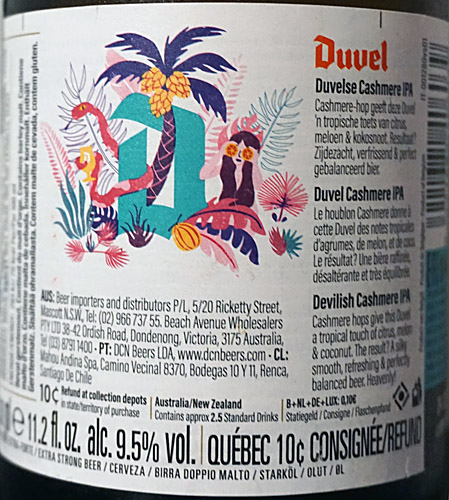 Duvel
Duvelse Cashmere IPA
Cashmere-hop geeft deze Duvel
'n tropische toets van citrus,
meloen & kokosnoot. Resultaat?
Zijdezacht, verfrissend & perfect
gebalanceerd bier.
Duvel Cashmere IPA
Le houblon Cashmere donne à
cette Duvel des notes tropicales
d'agrumes, de melon, et de coco.
Le résultat? Une bière raffinée,
désaltérante et très équilibrée.
Devilish Cashmere IPA
Cashmere hops give this Duvel
a tropical touch of citrus, melon
& coconut. The result? A silky
smooth, refreshing & perfectly
balanced beer. Heavenly!
AUS: Beer importers and distributors P/L, 5/20 Ricketty Street,
Mascott N.S.W, Tel: (02) 966 737 55. Beach Avenue Wholesalers
PTY LTD 38-42 Ordish Road, Dondenong, Victoria, 3175 Australia,
Tel: (03) 8791 1400 • PT: DCN Beers LDA, www.dcnbeers.com • CL:
Mahou Andina Spa, Camino Vecinal 8370, Bodegas 10 Y 11, Renca,
Santiago De Chile
10¢ Refund at collection depots
in state/territory of purchase
Australia/New Zealand
Contains approx 2.5 Standard Drinks
B+NL+DE+LUX: 0,10€
Statiegeld / Consigne / Flaschenpfand
e 11.2 fl. oz. alc. 9.5% vol. QUÉBEC 10¢ CONSIGNÉE/REFUND
EXTRA STRONG BEER / CERVEZA / BIRRA DOPPIO MALTO / STARKÖL / OLUT / ØL